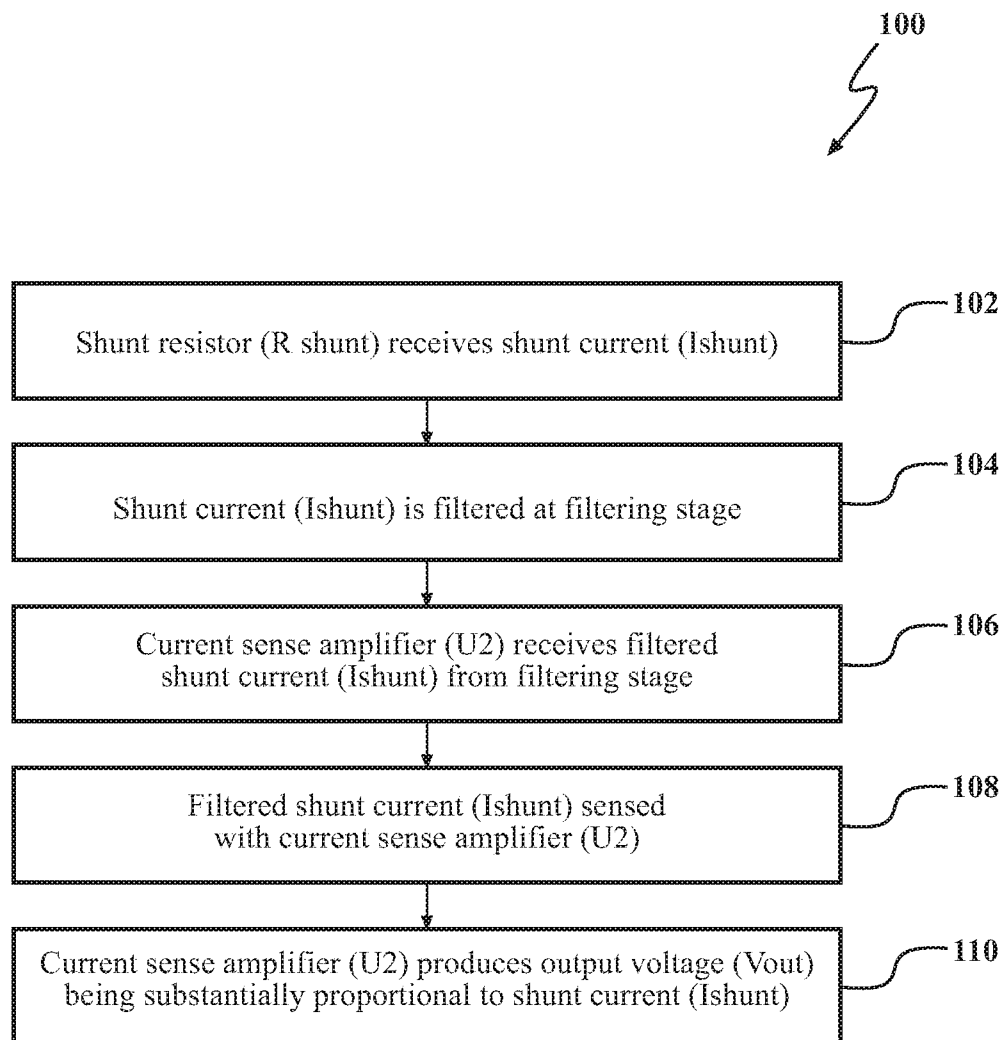 100
102
Shunt resistor (R shunt) receives shunt current (Ishunt)
104
Shunt current (Ishunt) is filtered at filtering stage
106
Current sense amplifier (U2) receives filtered
shunt current (Ishunt) from filtering stage
108
Filtered shunt current (Ishunt) sensed
with current sense amplifier (U2)
110
Current sense amplifier (U2) produces output voltage (Vout)
being substantially proportional to shunt current (Ishunt)